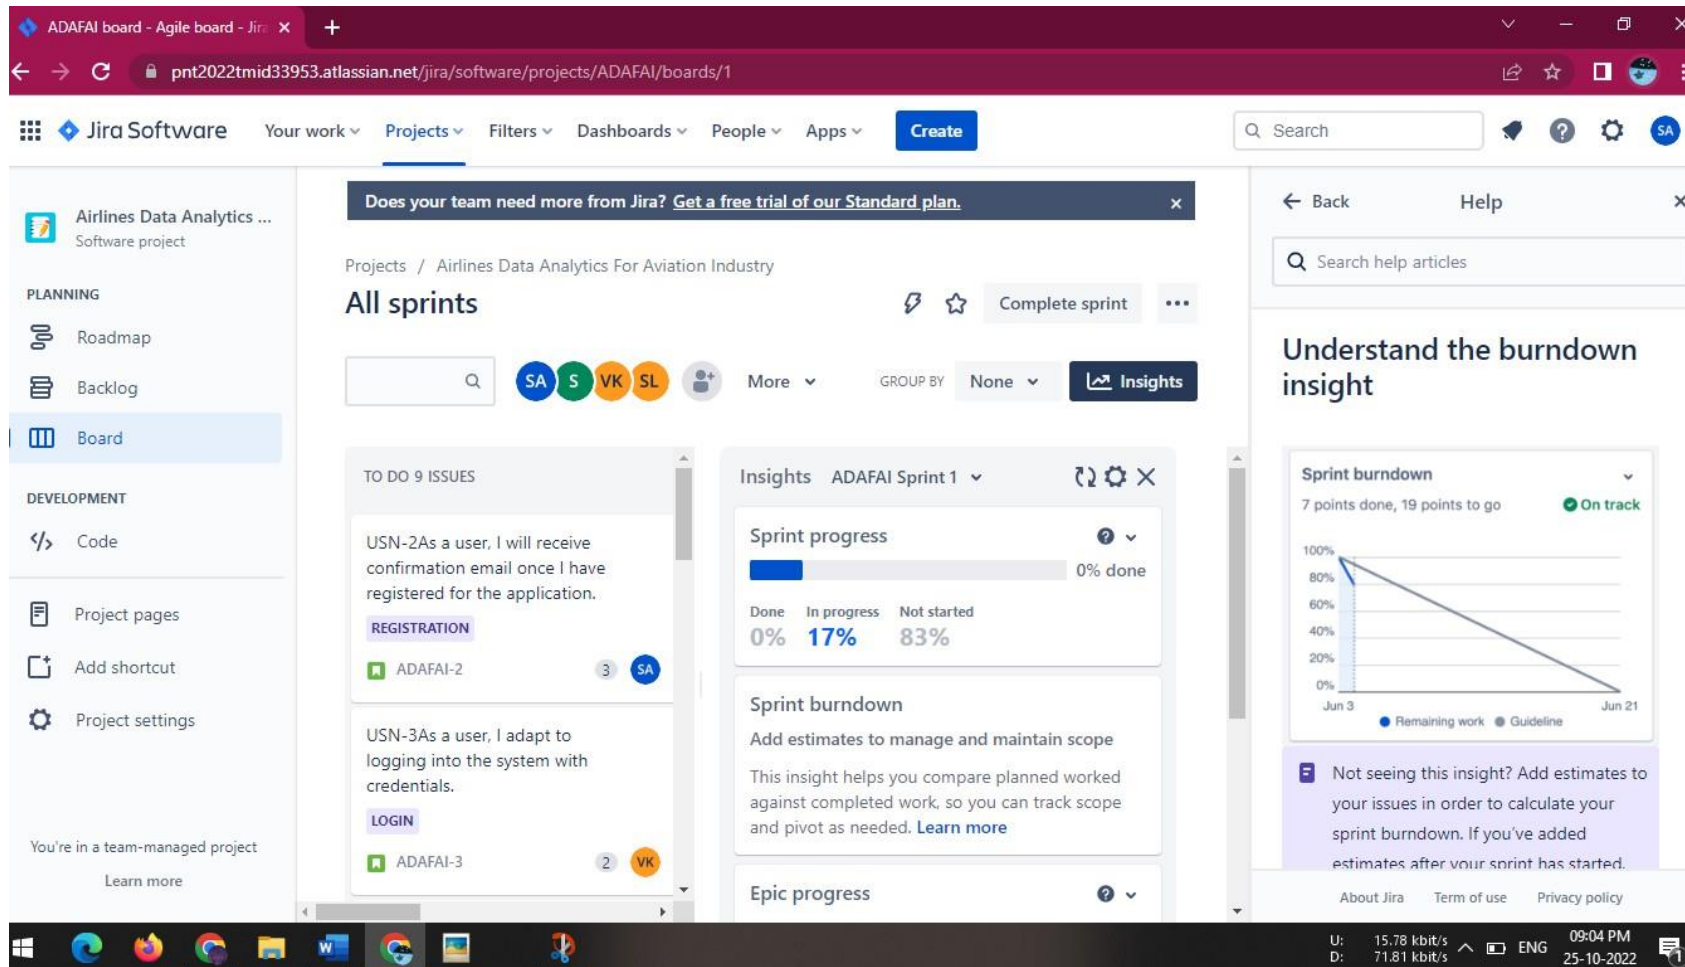 ADAFAI board - Agile board - Jir
pnt2022tmid33953.atlassian.net/jira/software/projects/ADAFAI/boards/1
Jira Software
Your work
Projects
Filters
Dashboards
People
Apps
Create
Search
SA
Airlines Data Analytics ...
Software project
PLANNING
Roadmap
Backlog
Board
DEVELOPMENT
Code
Project pages
Add shortcut
Project settings
You're in a team-managed project
Learn more
Does your team need more from Jira? Get a free trial of our Standard plan.
Projects / Airlines Data Analytics For Aviation Industry
All sprints
Complete sprint
SA
S
VK
SL
More
GROUP BY
None
Insights
TO DO 9 ISSUES
USN-2As a user, I will receive
confirmation email once I have
registered for the application.
REGISTRATION
ADAFAI-2
3
SA
USN-3As a user, I adapt to
logging into the system with
credentials.
LOGIN
ADAFAI-3
2
VK
Insights ADAFAI Sprint 1
Sprint progress
0% done
Done In progress Not started
0% 17% 83%
Sprint burndown
Add estimates to manage and maintain scope
This insight helps you compare planned worked
against completed work, so you can track scope
and pivot as needed. Learn more
Epic progress
Back
Help
Search help articles
Understand the burndown
insight
Sprint burndown
7 points done, 19 points to go
On track
100%
80%
60%
40%
20%
0%
Jun 3
Jun 21
Remaining work Guideline
Not seeing this insight? Add estimates to
your issues in order to calculate your
sprint burndown. If you've added
estimates after your sprint has started,
About Jira Term of use Privacy policy
U: 15.78 kbit/s
D: 71.81 kbit/s
ENG
09:04 PM
25-10-2022
1